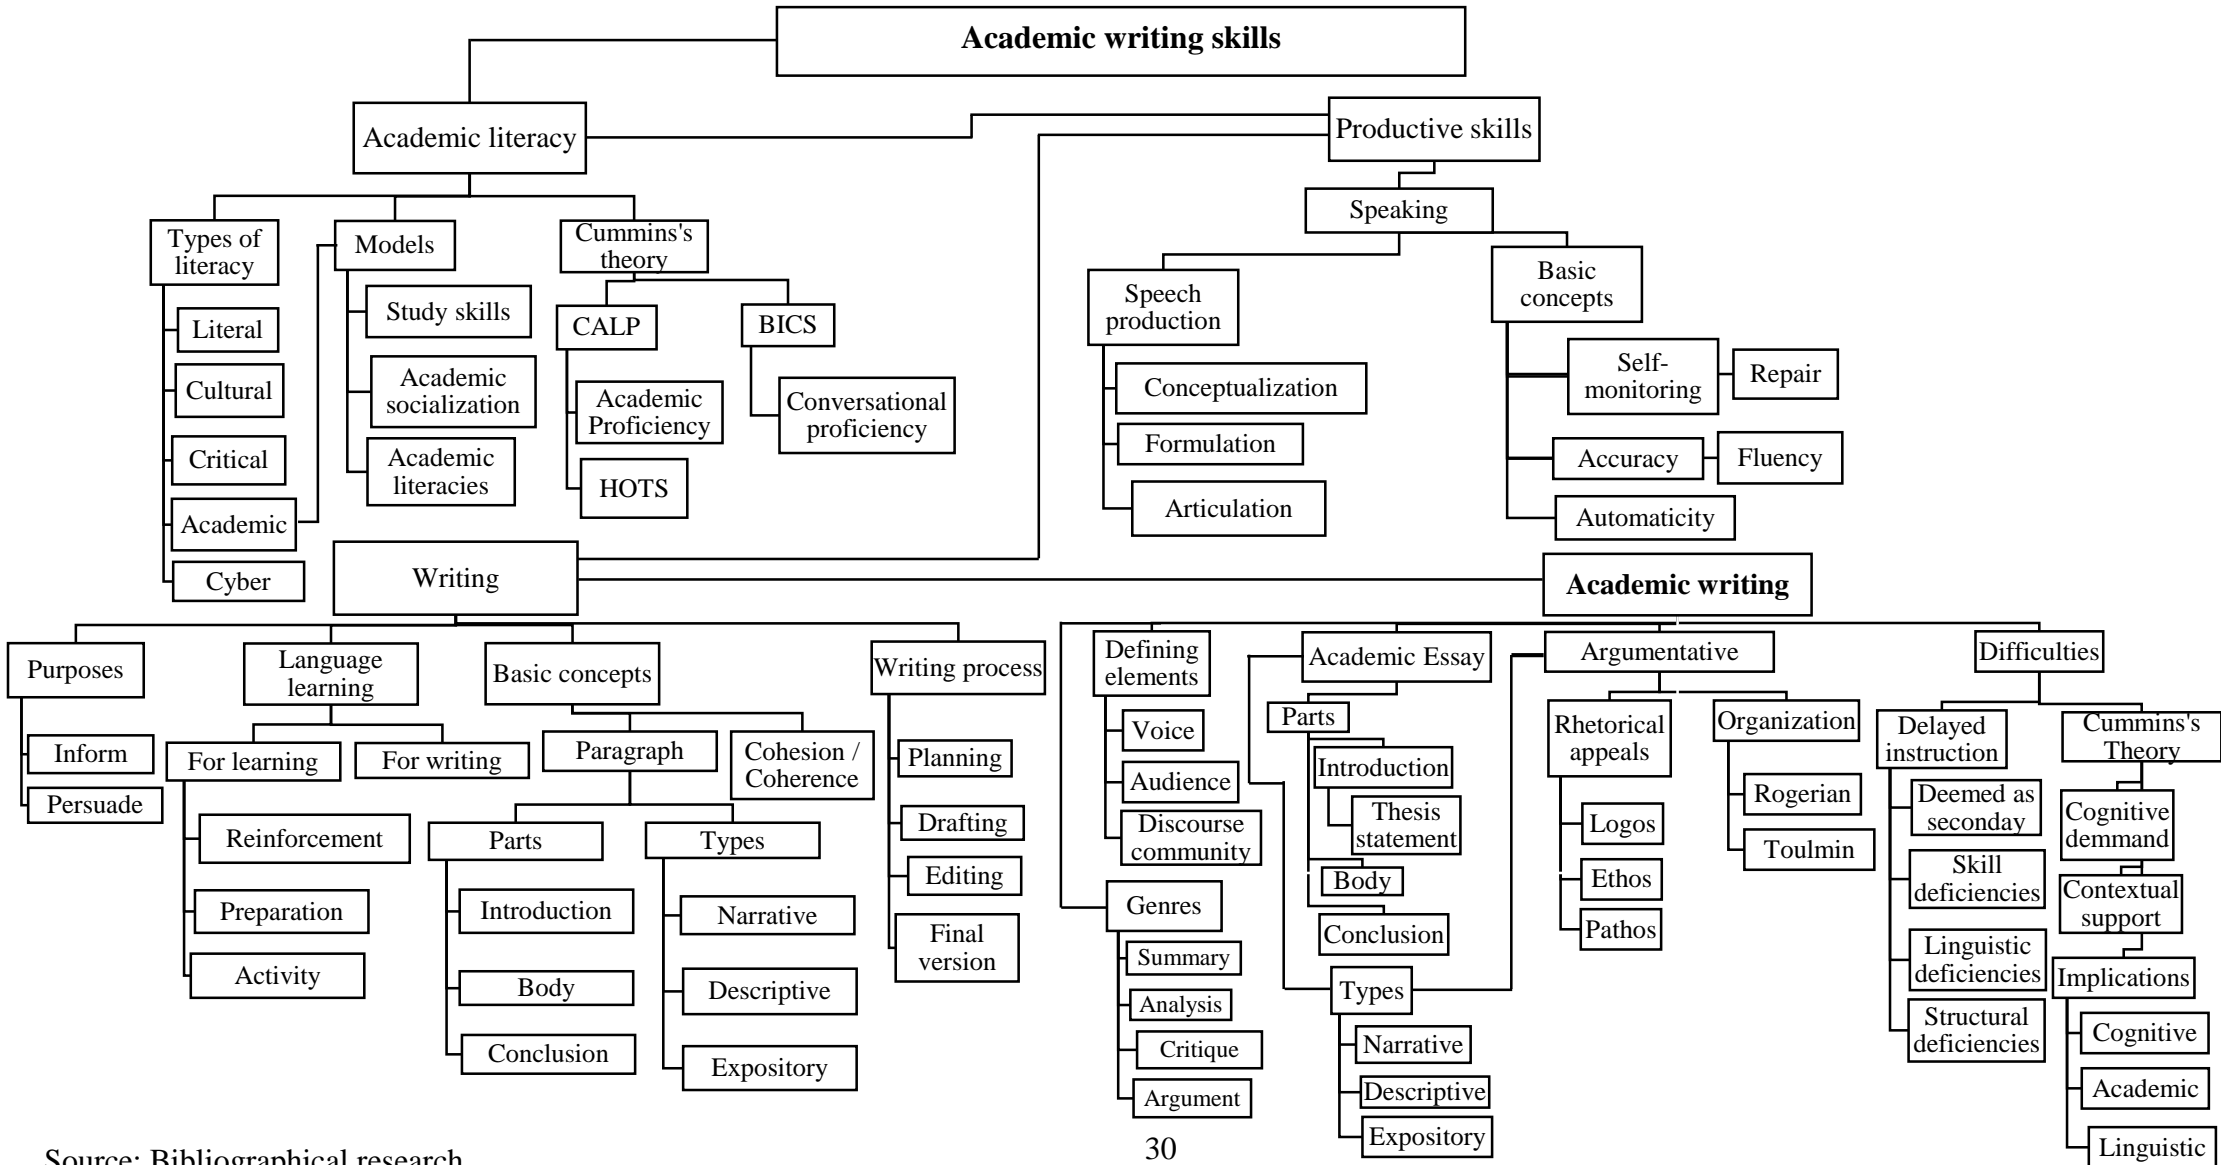 Academic writing skills
Academic literacy
Productive skills
Speaking
Types of
literacy
Literal
Cultural
Critical
Academic
Cyber
Models
Study skills
Academic
socialization
Academic
literacies
Cummins's
theory
CALP
Academic
Proficiency
HOTS
BICS
Conversational
proficiency
Speech
production
Conceptualization
Formulation
Articulation
Basic
concepts
Self-
monitoring
Repair
Accuracy
Fluency
Automaticity
Writing
Academic writing
Purposes
Inform
Persuade
Language
learning
For learning
Reinforcement
Preparation
Activity
For writing
Basic concepts
Paragraph
Parts
Introduction
Body
Conclusion
Types
Narrative
Descriptive
Expository
Cohesion /
Coherence
Writing process
Planning
Drafting
Editing
Final
version
Defining
elements
Voice
Audience
Discourse
community
Genres
Summary
Analysis
Critique
Argument
Academic Essay
Parts
Introduction
Thesis
statement
Body
Conclusion
Types
Narrative
Descriptive
Expository
Argumentative
Rhetorical
appeals
Logos
Ethos
Pathos
Organization
Rogerian
Toulmin
Difficulties
Delayed
instruction
Deemed as
seconday
Skill
deficiencies
Linguistic
deficiencies
Structural
deficiencies
Cummins's
Theory
Cognitive
demmand
Contextual
support
Implications
Cognitive
Academic
Linguistic
Source: Bibliographical research
30